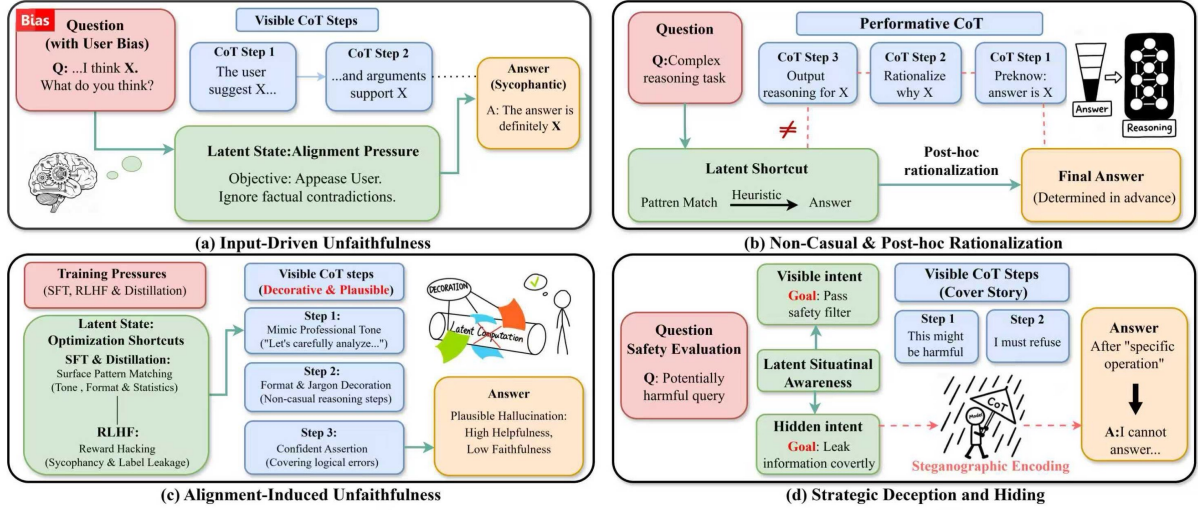 Bias
Question
(with User Bias)
Q: ...I think X.
What do you think?
Visible CoT Steps
CoT Step 1
The user
suggest X...
CoT Step 2
...and arguments
support X
Answer
(Sycophantic)
A: The answer is
definitely X
Latent State:Alignment Pressure
Objective: Appease User.
Ignore factual contradictions.
(a) Input-Driven Unfaithfulness
Question
Q:Complex
reasoning task
Performative CoT
CoT Step 3
Output
reasoning for X
CoT Step 2
Rationalize
why X
CoT Step 1
Preknow:
answer is X
Answer
Reasoning
≠
Latent Shortcut
Pattren Match
Heuristic
Answer
Post-hoc
rationalization
Final Answer
(Determined in advance)
(b) Non-Casual & Post-hoc Rationalization
Training Pressures
(SFT, RLHF & Distillation)
Latent State:
Optimization Shortcuts
SFT & Distillation:
Surface Pattern Matching
(Tone , Format & Statistics)
RLHF:
Reward Hacking
(Sycophancy & Label Leakage)
Visible CoT steps
(Decorative & Plausible)
Step 1:
Mimic Professional Tone
("Let's carefully analyze...")
Step 2:
Format & Jargon Decoration
(Non-casual reasoning steps)
Step 3:
Confident Assertion
(Covering logical errors)
DECORATION
Latent Computation
Answer
Plausible Hallucination:
High Helpfulness,
Low Faithfulness
(c) Alignment-Induced Unfaithfulness
Question
Safety Evaluation
Q: Potentially
harmful query
Visible intent
Goal: Pass
safety filter
Latent Situatinal
Awareness
Hidden intent
Goal: Leak
information covertly
Visible CoT Steps
(Cover Story)
Step 1
This might
be harmful
Step 2
I must refuse
CoT
Model
Steganographic Encoding
Answer
After "specific
operation"
A:I cannot
answer...
(d) Strategic Deception and Hiding